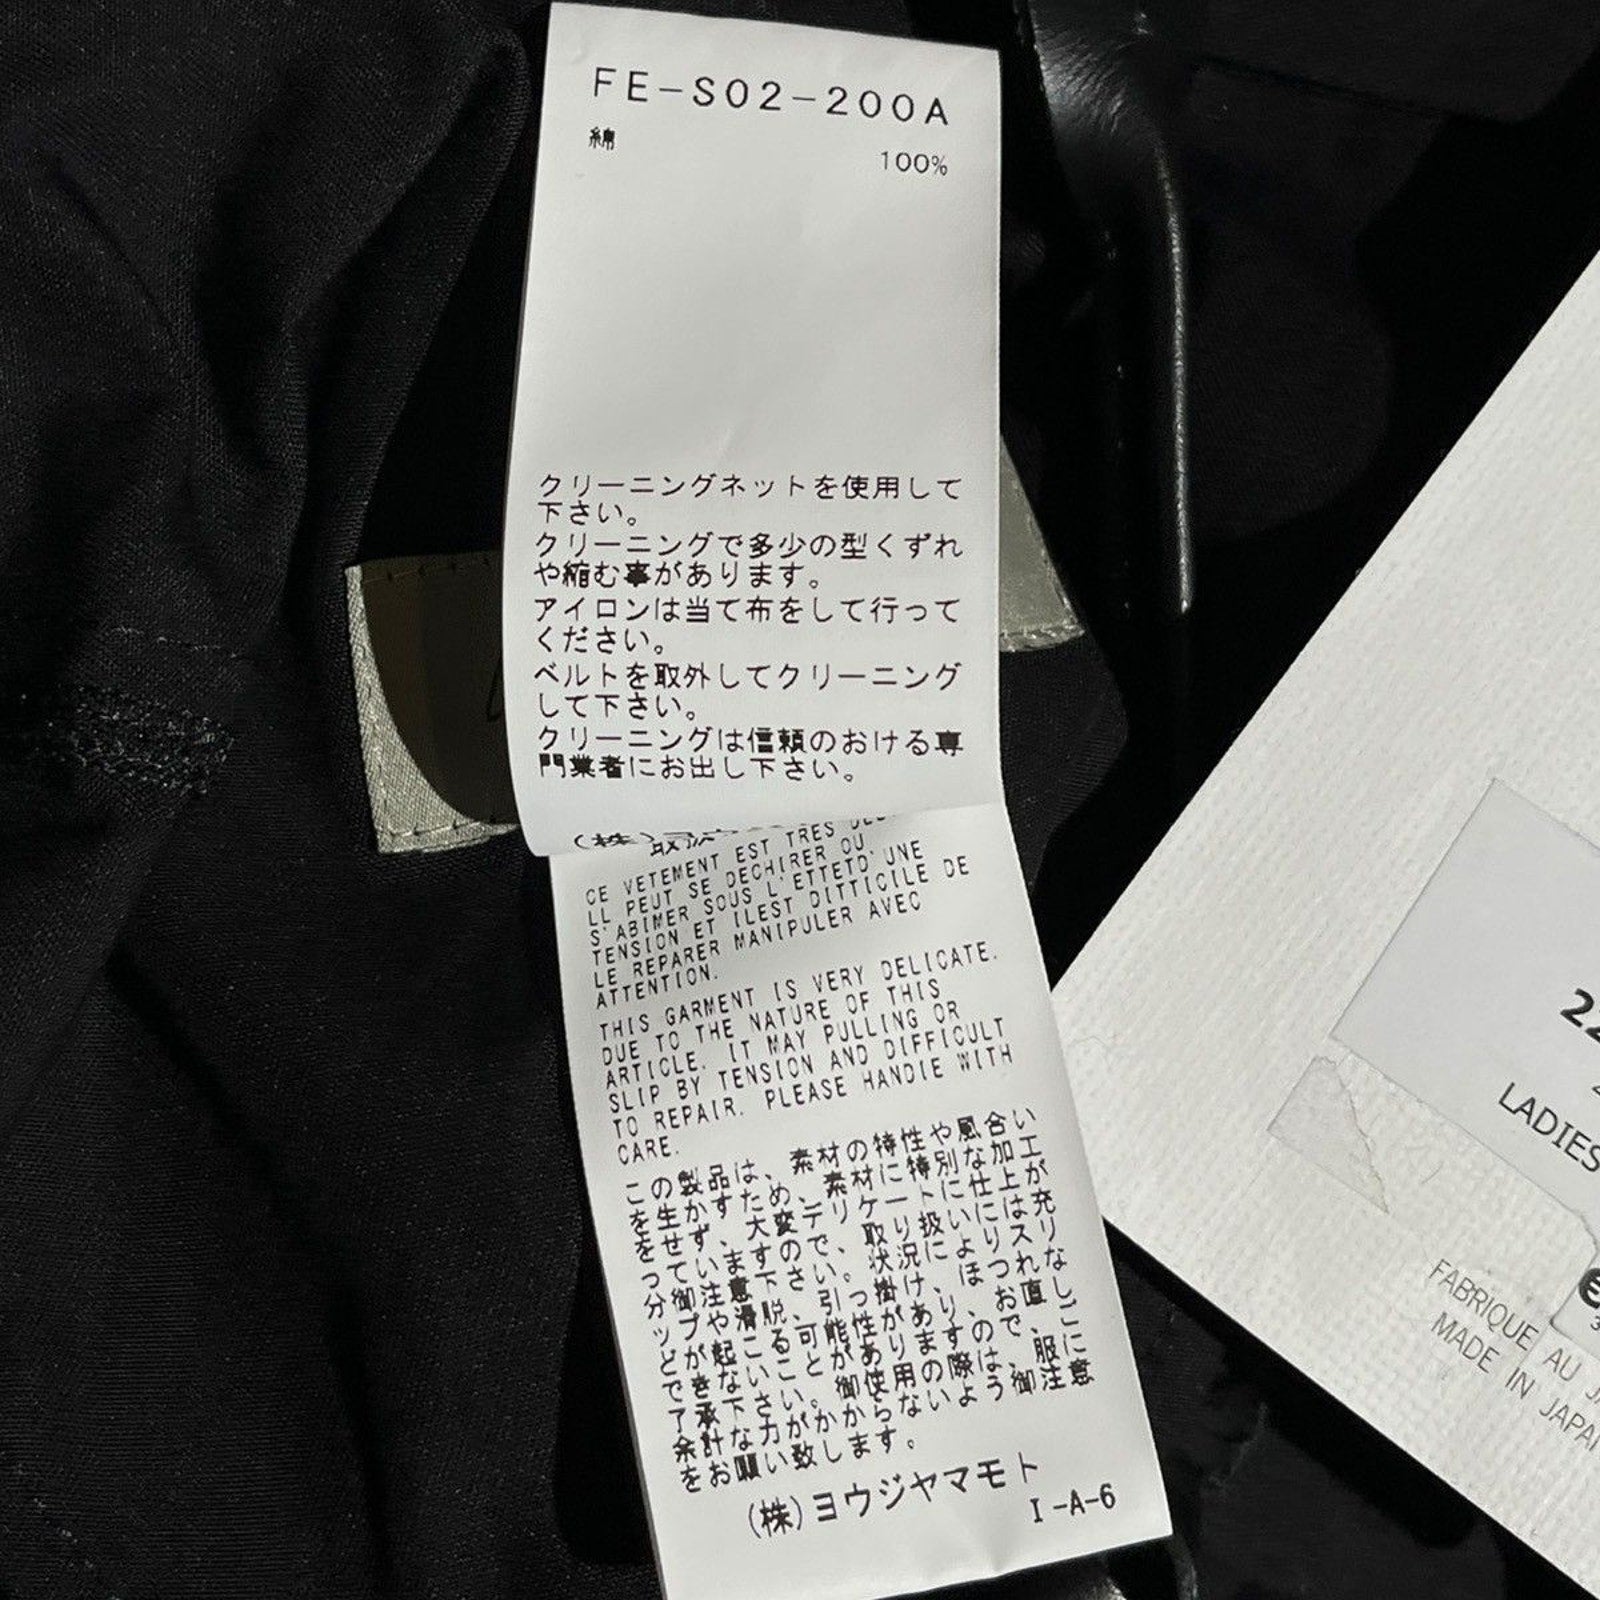 FE-S02-200A
綿
100%
クリーニングネットを使用して
下さい。
クリーニングで多少の型くずれ
や縮む事があります。
アイロンは当て布をして行って
ください。
ベルトを取外してクリーニング
して下さい。
クリーニングは信頼のおける専
門業者にお出し下さい。
CE VETEMENT EST TRES
LL PEUT SE DECHIRER OU
S'ABIMER SOUS L'ETTETD'UNE
TENSION ET ILEST DITTICILE DE
LE REPARER MANIPULER AVEC
ATTENTION.
THIS GARMENT IS VERY DELICATE.
DUE TO THE NATURE OF THIS
ARTICLE. IT MAY PULLING OR
SLIP BY TENSION AND DIFFICULT
TO REPAIR. PLEASE HANDIE WITH
CARE.
この製品は、素材の特性や風合い
を生かすため、素材に特別な加工
をせず、大変デリケートに仕上が
っていますので、取り扱いには充
分御注意下さい。状況によりスリ
ップや滑脱、引っ掛け、ほつれな
どが起こる可能性があり、お直し
できないことがありますので、ご
了承下さい。御使用の際は、服に
余計な力がかからないよう御注意
をお願い致します。
(株)ヨウジヤマモト
I-A-6
22
LADIES
FABRIQUE AU
MADE IN JAPAN